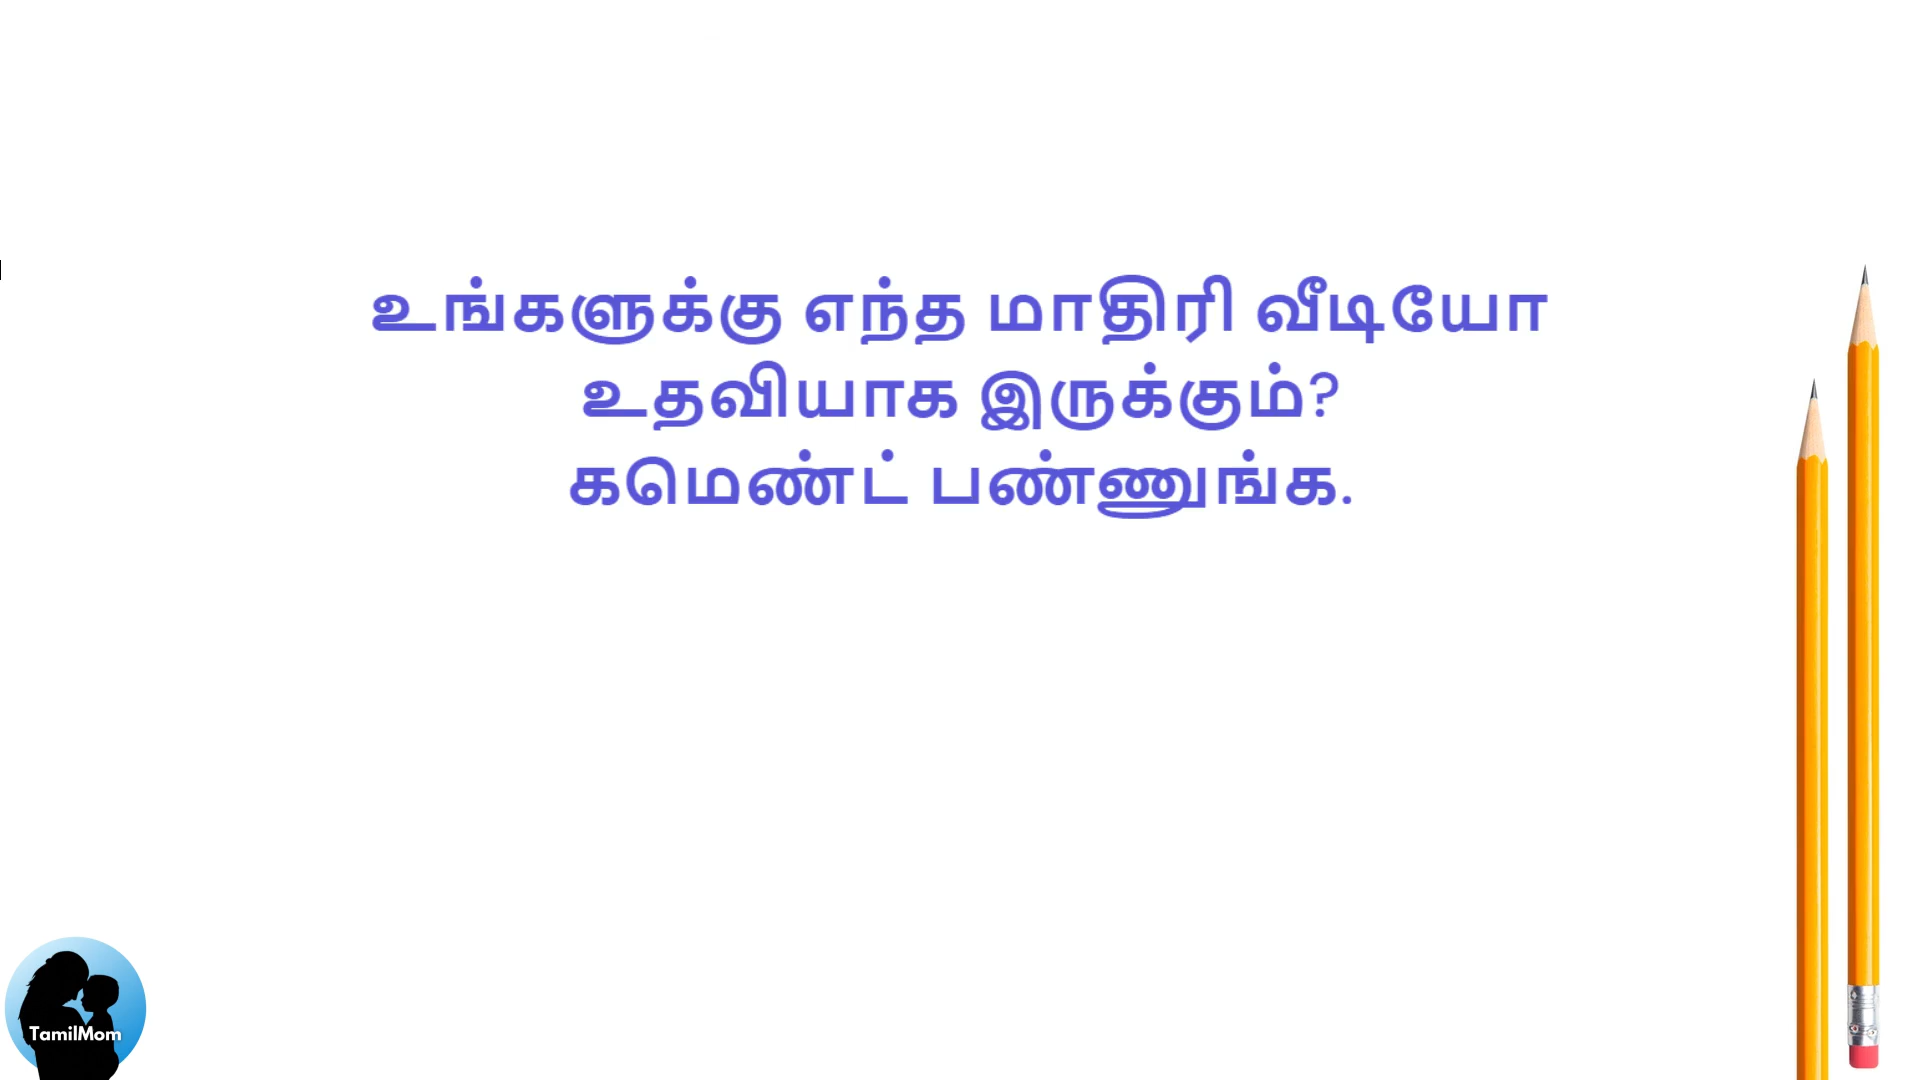 உங்களுக்கு எந்த மாதிரி வீடியோ
உதவியாக இருக்கும்?
கமெண்ட் பண்ணுங்க.
TamilMom